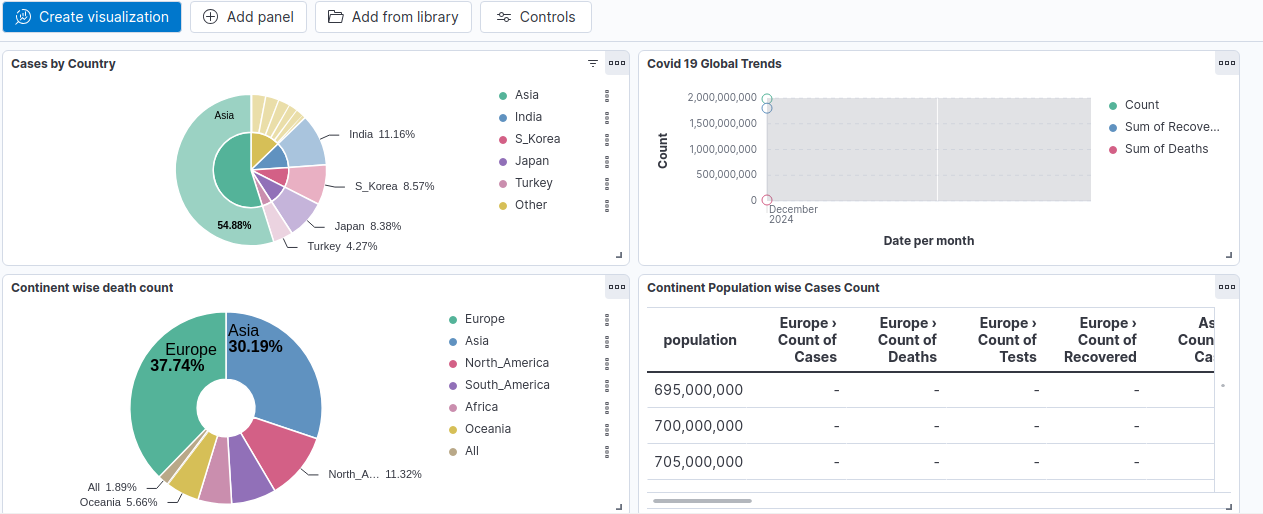 Create visualization
Add panel
Add from library
Controls
Cases by Country
Asia
54.88%
India 11.16%
S_Korea 8.57%
Japan 8.38%
Turkey 4.27%
Asia
India
S_Korea
Japan
Turkey
Other
Covid 19 Global Trends
Count
2,000,000,000
1,500,000,000
1,000,000,000
500,000,000
0
December
2024
Date per month
Count
Sum of Recove...
Sum of Deaths
Continent wise death count
Europe
37.74%
Asia
30.19%
North_A... 11.32%
All 1.89%
Oceania 5.66%
Europe
Asia
North_America
South_America
Africa
Oceania
All
Continent Population wise Cases Count
population
Europe ›
Count of
Cases
Europe ›
Count of
Deaths
Europe ›
Count of
Tests
Europe ›
Count of
Recovered
As
Coun
Ca
695,000,000 - - - -
700,000,000 - - - -
705,000,000 - - - -